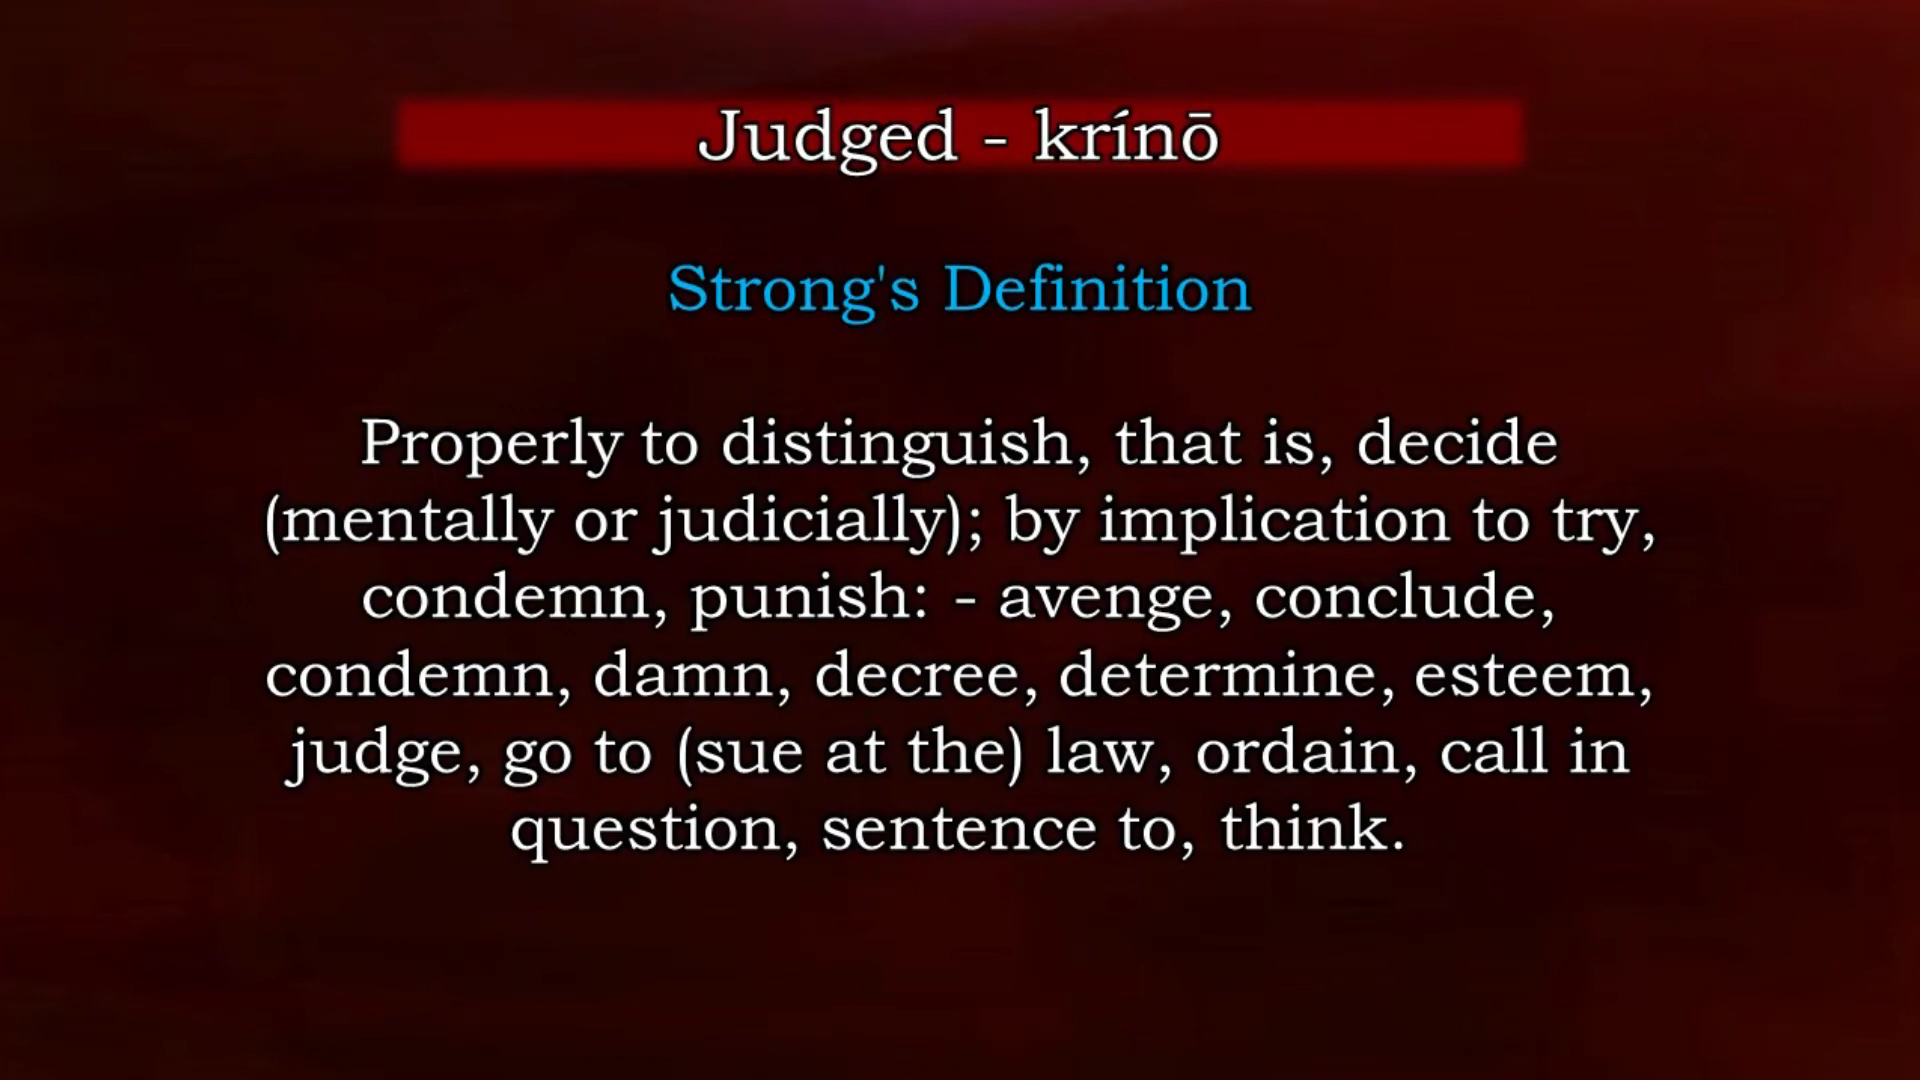 Judged - krínō
Strong's Definition
Properly to distinguish, that is, decide
(mentally or judicially); by implication to try,
condemn, punish: - avenge, conclude,
condemn, damn, decree, determine, esteem,
judge, go to (sue at the) law, ordain, call in
question, sentence to, think.